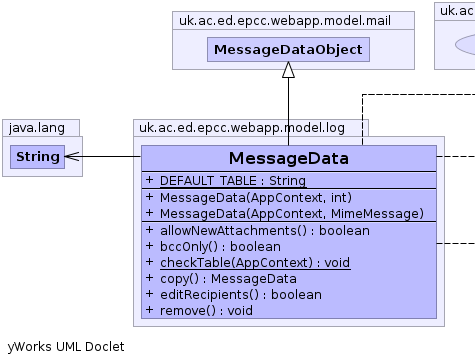 uk.ac.ed.epcc.webapp.model.mail
uk.ac
MessageDataObject
java.lang
String
uk.ac.ed.epcc.webapp.model.log
MessageData
+ DEFAULT_TABLE : String
+ MessageData(AppContext, int)
+ MessageData(AppContext, MimeMessage)
+ allowNewAttachments() : boolean
+ bccOnly() : boolean
+ checkTable(AppContext) : void
+ copy() : MessageData
+ editRecipients() : boolean
+ remove() : void
yWorks UML Doclet